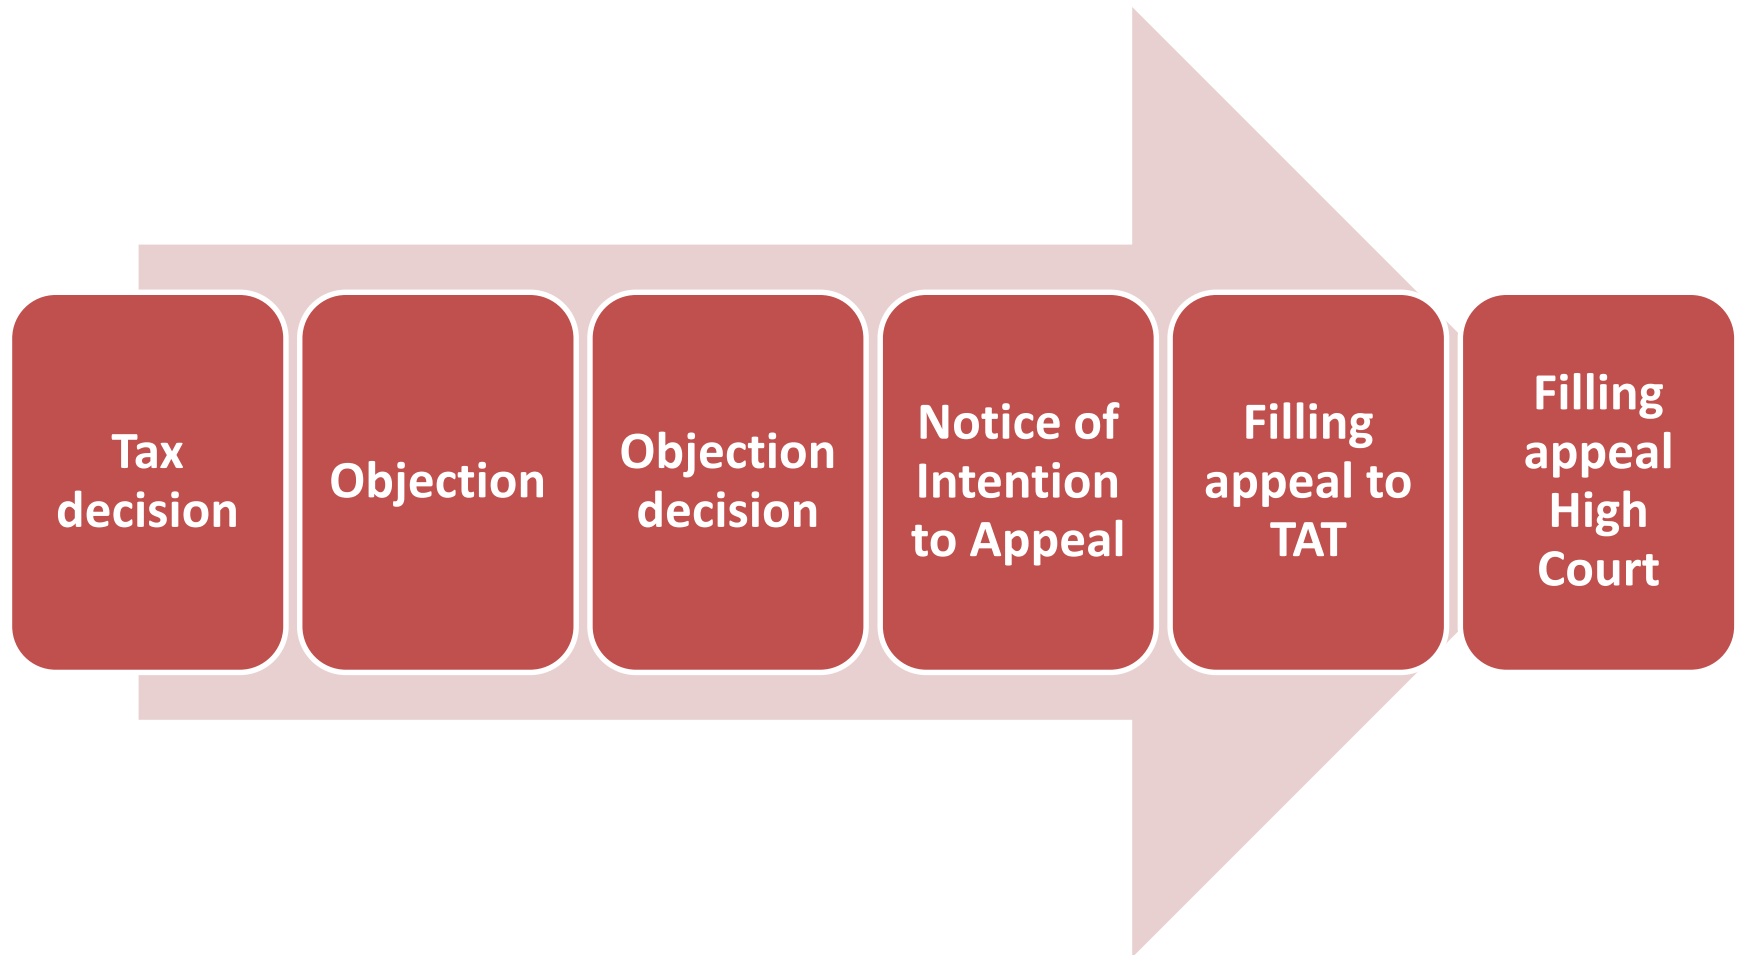 Tax
decision
Objection
Objection
decision
Notice of
Intention
to Appeal
Filling
appeal to
TAT
Filling
appeal
High
Court